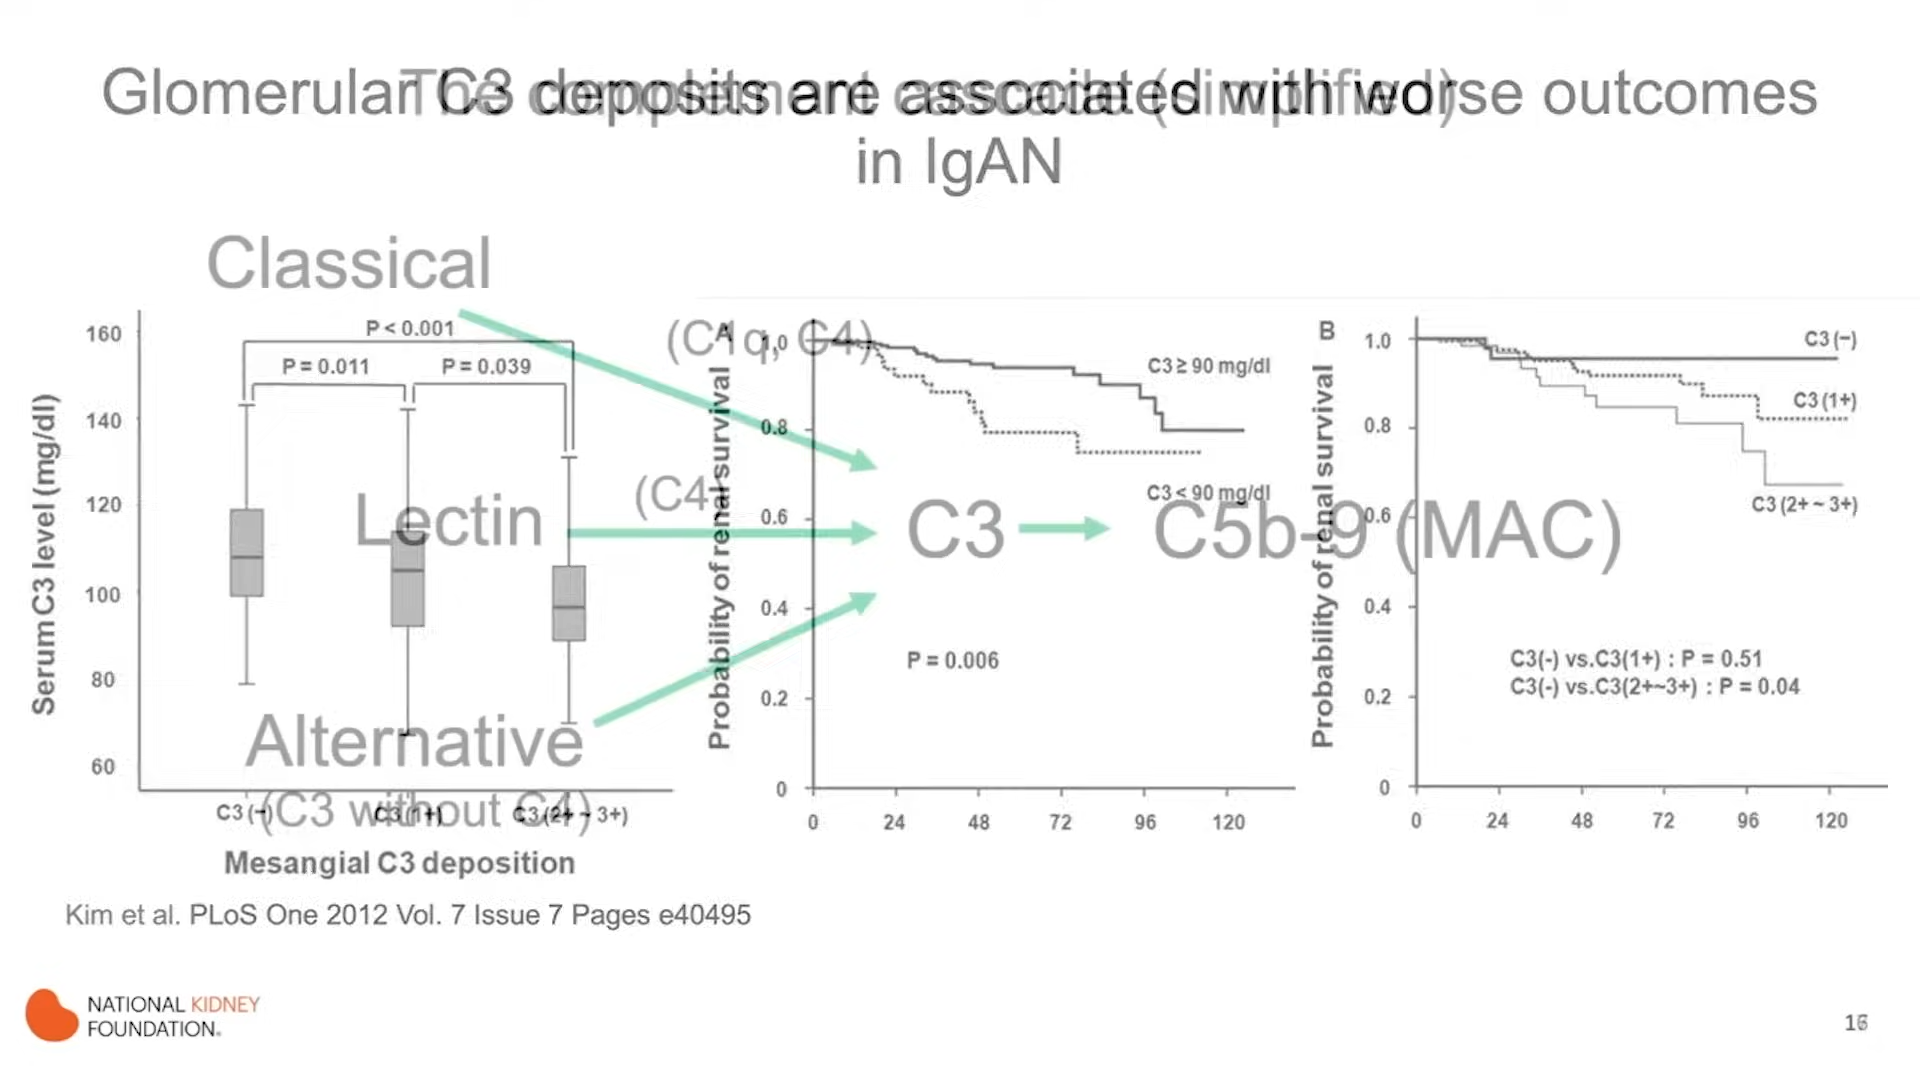 Glomerular C3 deposits are associated with worse outcomes
in IgAN
The complement cascade (simplified)
Classical
(C1q, C4)
Lectin
(C4)
Alternative
(C3 without C4)
C3
C5b-9 (MAC)
Serum C3 level (mg/dl)
160
140
120
100
80
60
P < 0.001
P = 0.011
P = 0.039
C3 (−)
C3 (1+)
C3 (2+ ~ 3+)
Mesangial C3 deposition
A
Probability of renal survival
1.0
0.8
0.6
0.4
0.2
0
C3 ≥ 90 mg/dl
C3 < 90 mg/dl
P = 0.006
0 24 48 72 96 120
B
Probability of renal survival
1.0
0.8
0.6
0.4
0.2
0
C3 (−)
C3 (1+)
C3 (2+ ~ 3+)
C3(-) vs.C3(1+) : P = 0.51
C3(-) vs.C3(2+~3+) : P = 0.04
0 24 48 72 96 120
Kim et al. PLoS One 2012 Vol. 7 Issue 7 Pages e40495
NATIONAL KIDNEY
FOUNDATION®